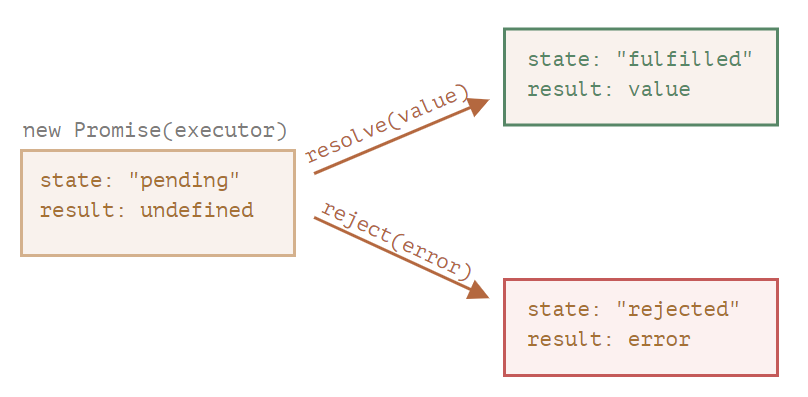 new Promise(executor)
state: "pending"
result: undefined
resolve(value)
reject(error)
state: "fulfilled"
result: value
state: "rejected"
result: error